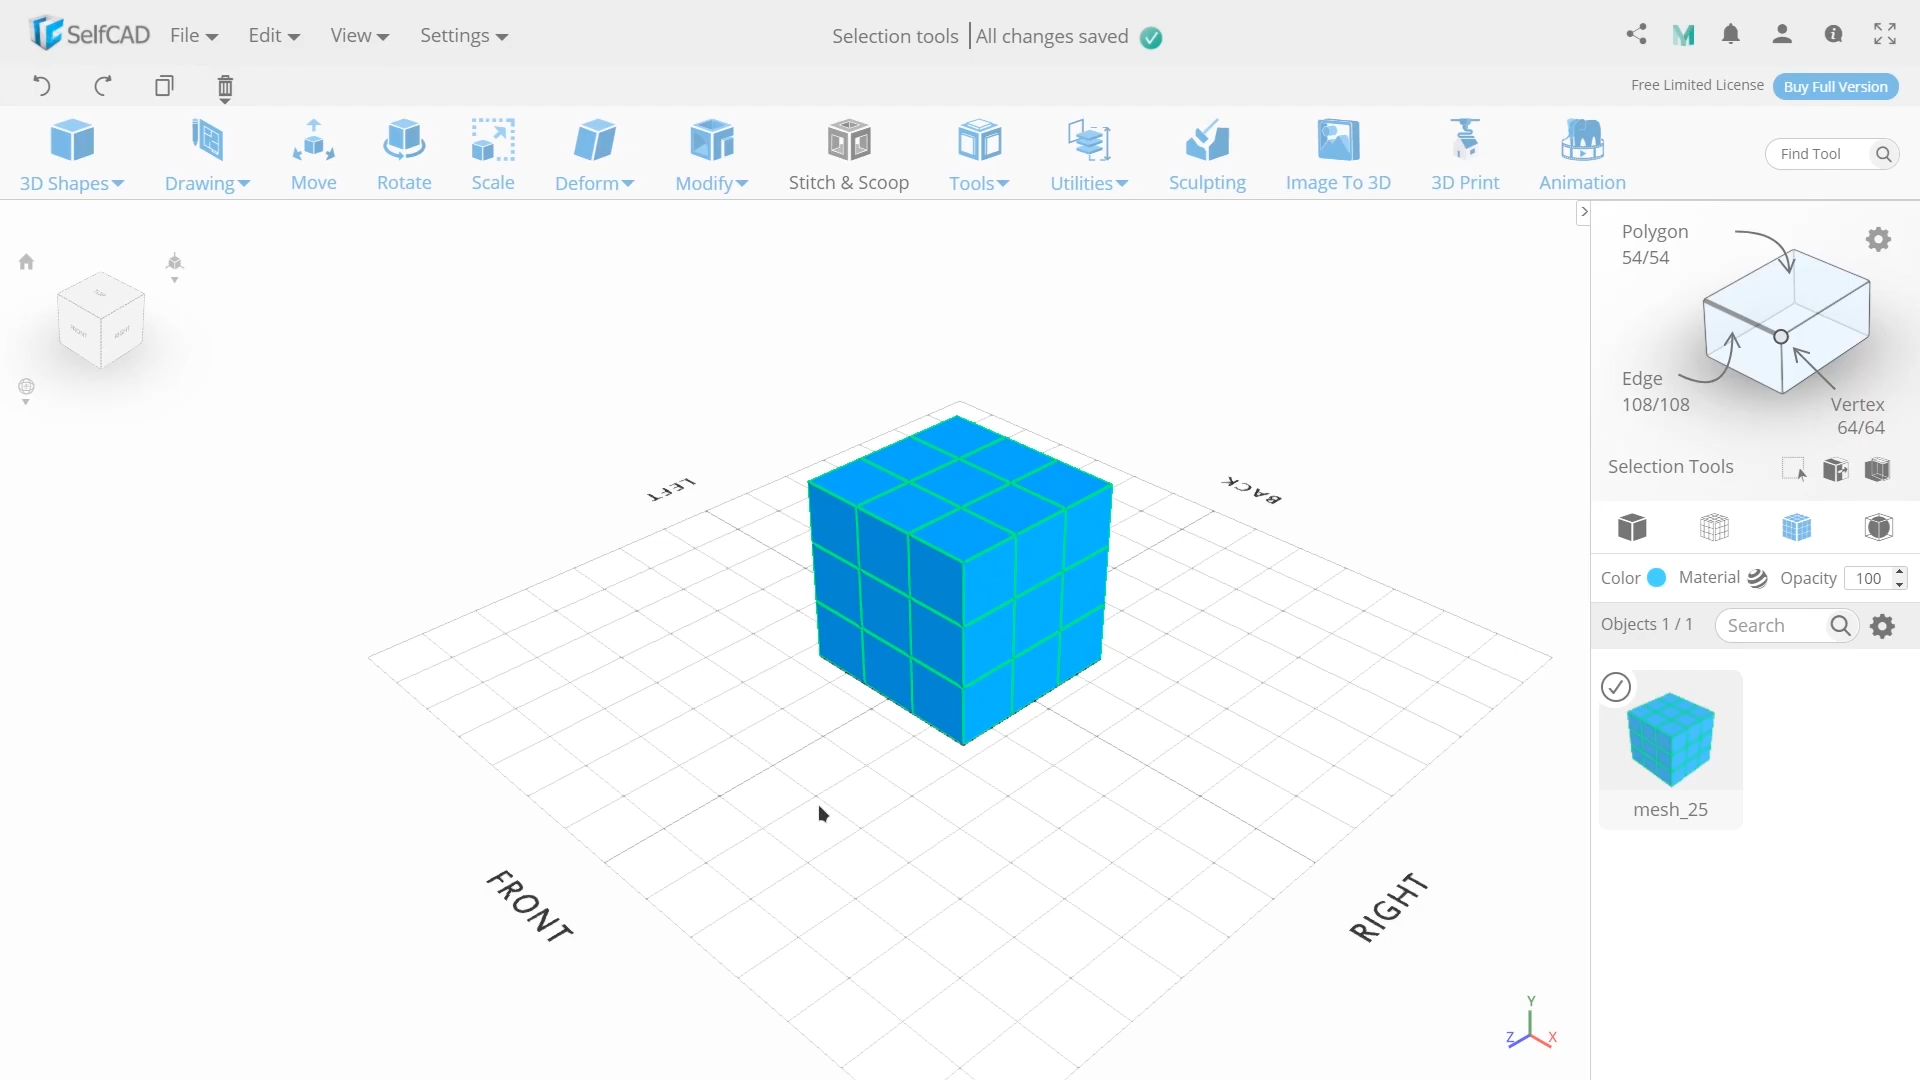 SelfCAD File Edit View Settings Selection tools All changes saved
Free Limited License Buy Full Version
3D Shapes Drawing Move Rotate Scale Deform Modify Stitch & Scoop Tools Utilities Sculpting Image To 3D 3D Print Animation Find Tool
Polygon
54/54
Edge
108/108
Vertex
64/64
Selection Tools
Color Material Opacity 100
Objects 1 / 1 Search
mesh_25
TOP
FRONT RIGHT
LEFT BACK
FRONT RIGHT
Y
Z X